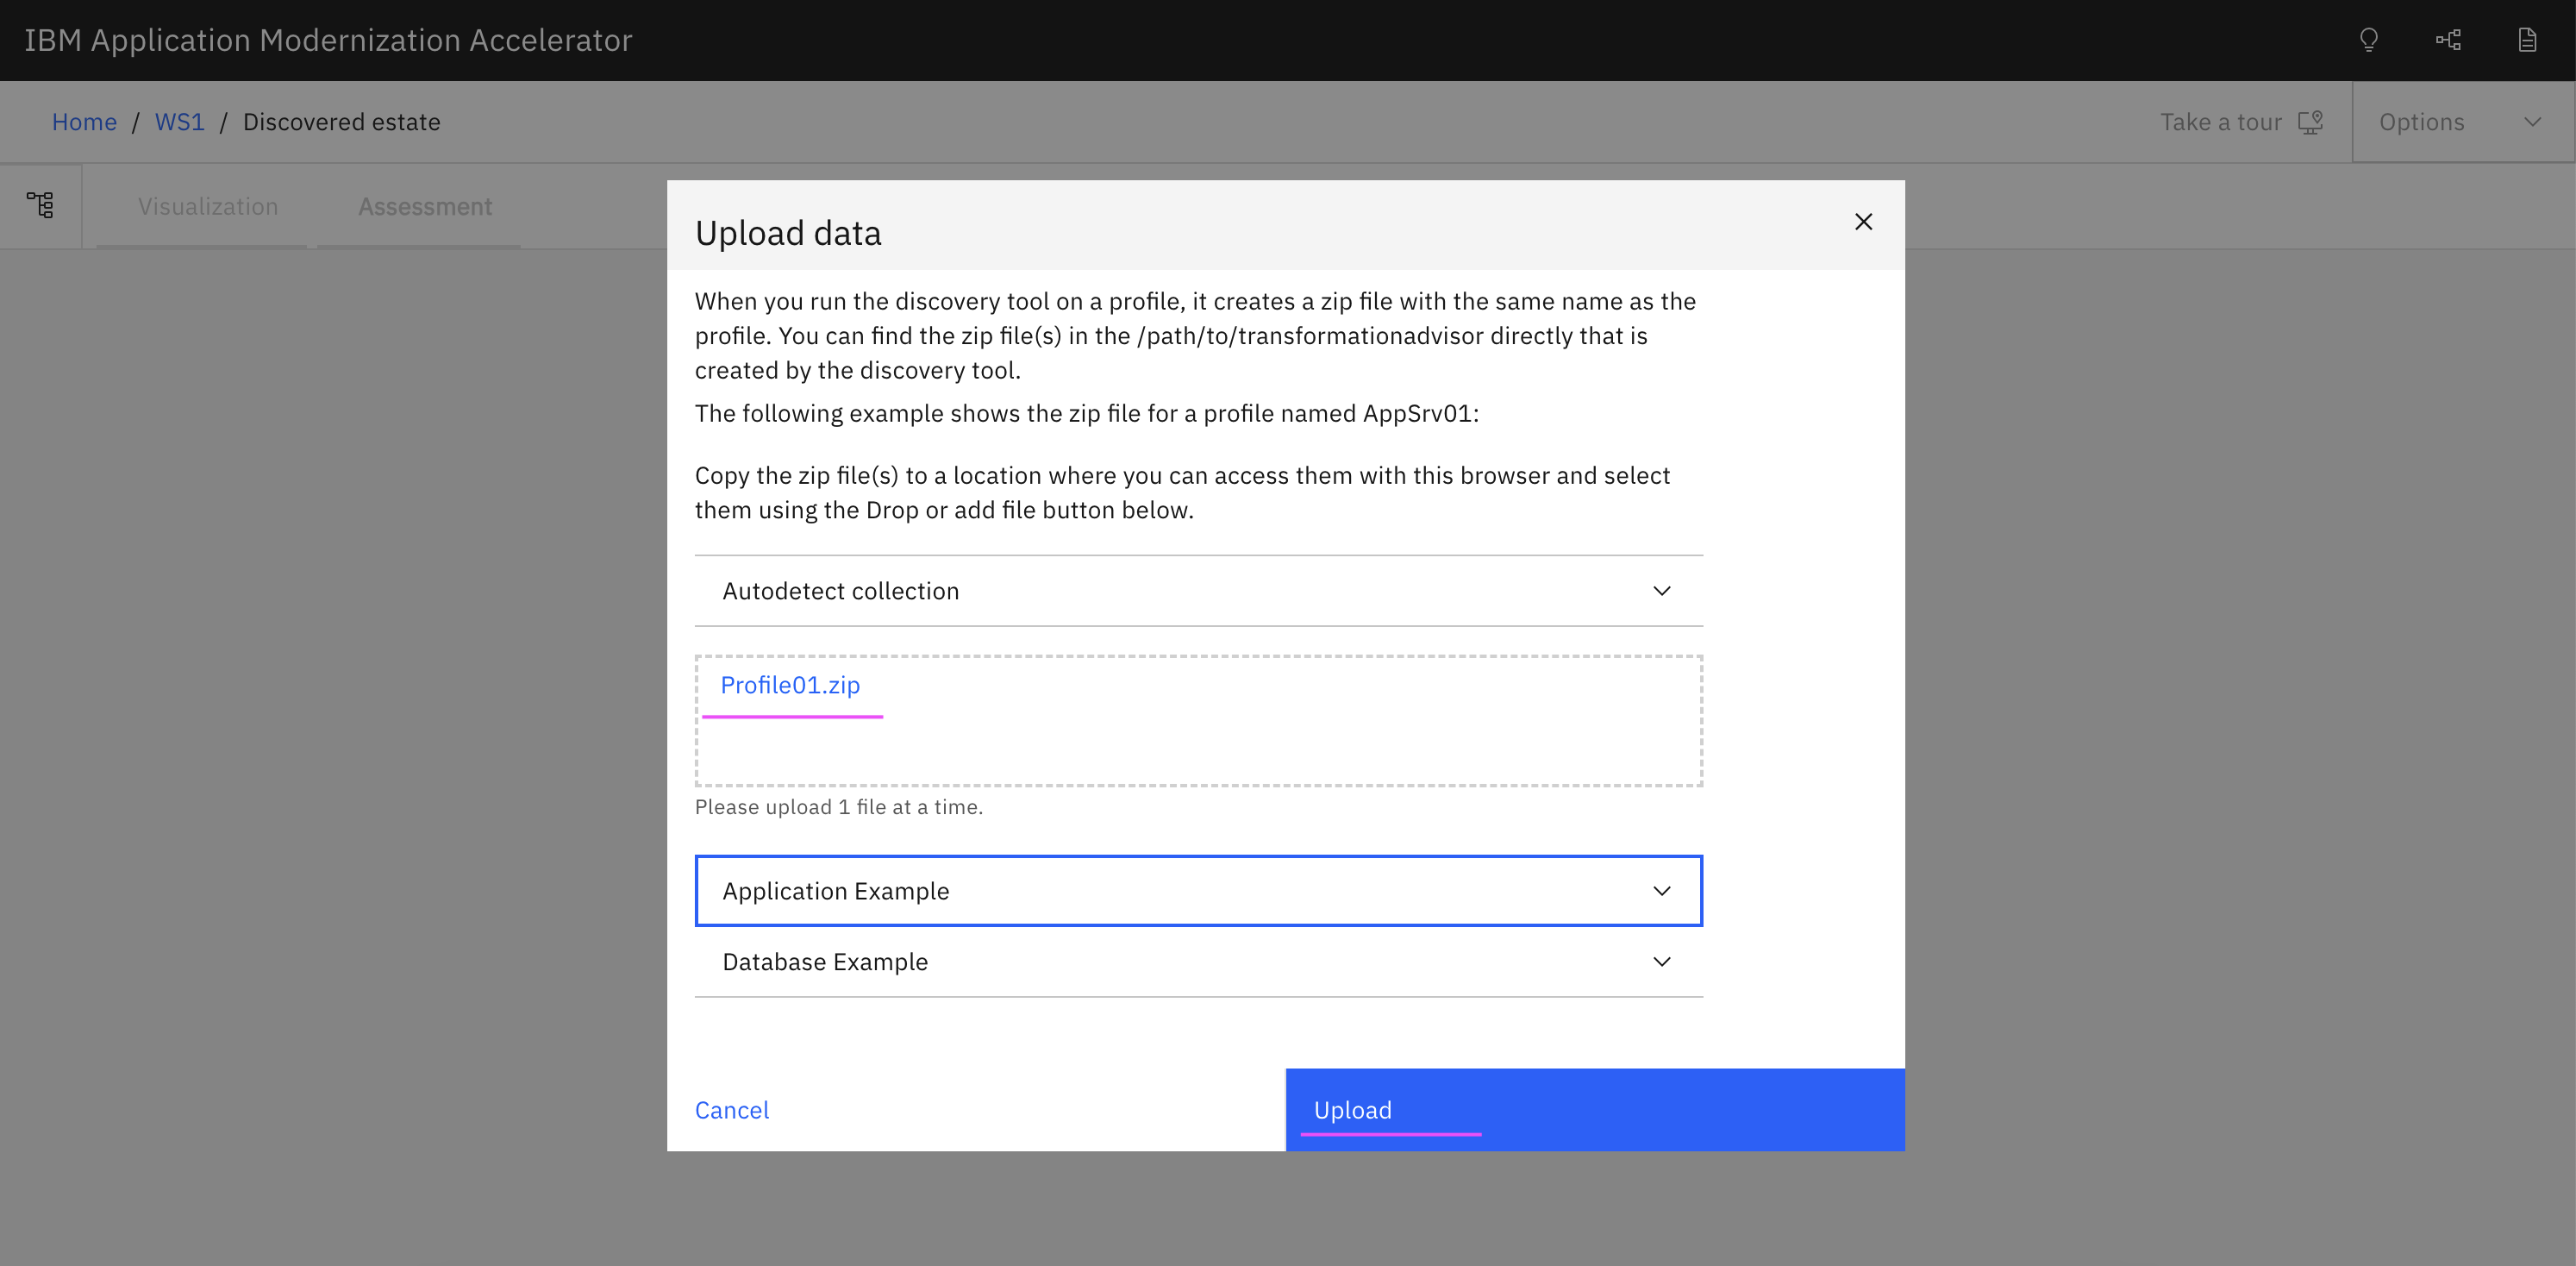 IBM Application Modernization Accelerator
Home / WS1 / Discovered estate
Take a tour
Options
Visualization
Assessment
Upload data
When you run the discovery tool on a profile, it creates a zip file with the same name as the
profile. You can find the zip file(s) in the /path/to/transformationadvisor directly that is
created by the discovery tool.
The following example shows the zip file for a profile named AppSrv01:
Copy the zip file(s) to a location where you can access them with this browser and select
them using the Drop or add file button below.
Autodetect collection
Profile01.zip
Please upload 1 file at a time.
Application Example
Database Example
Cancel
Upload